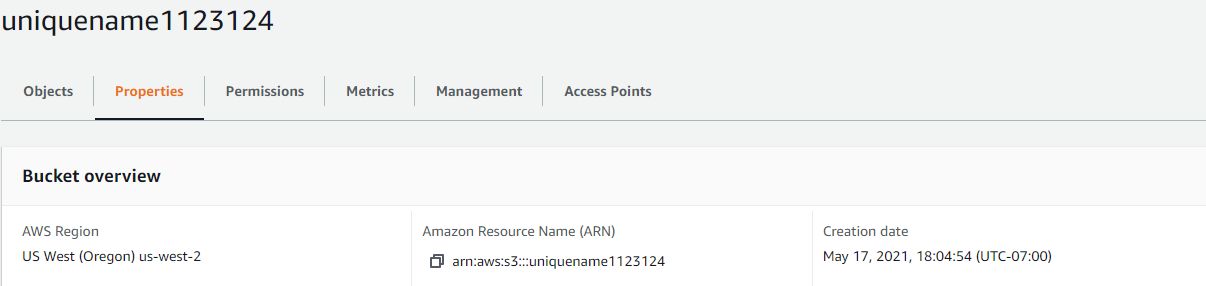 uniquename1123124
Objects Properties Permissions Metrics Management Access Points
Bucket overview
AWS Region Amazon Resource Name (ARN) Creation date
US West (Oregon) us-west-2 arn:aws:s3:::uniquename1123124 May 17, 2021, 18:04:54 (UTC-07:00)